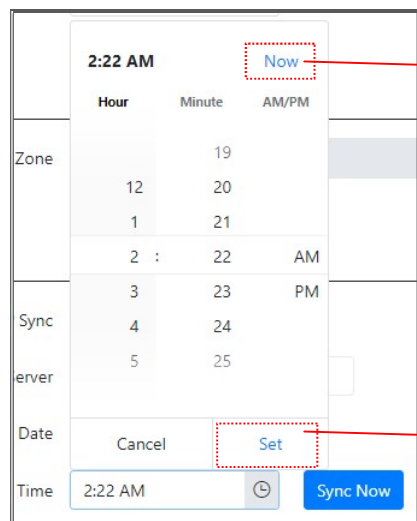 2:22 AM Now
Hour Minute AM/PM
19
Zone
12 20
1 21
2 : 22 AM
3 23 PM
Sync 4 24
5 25
Date Cancel Set
Time 2:22 AM Sync Now